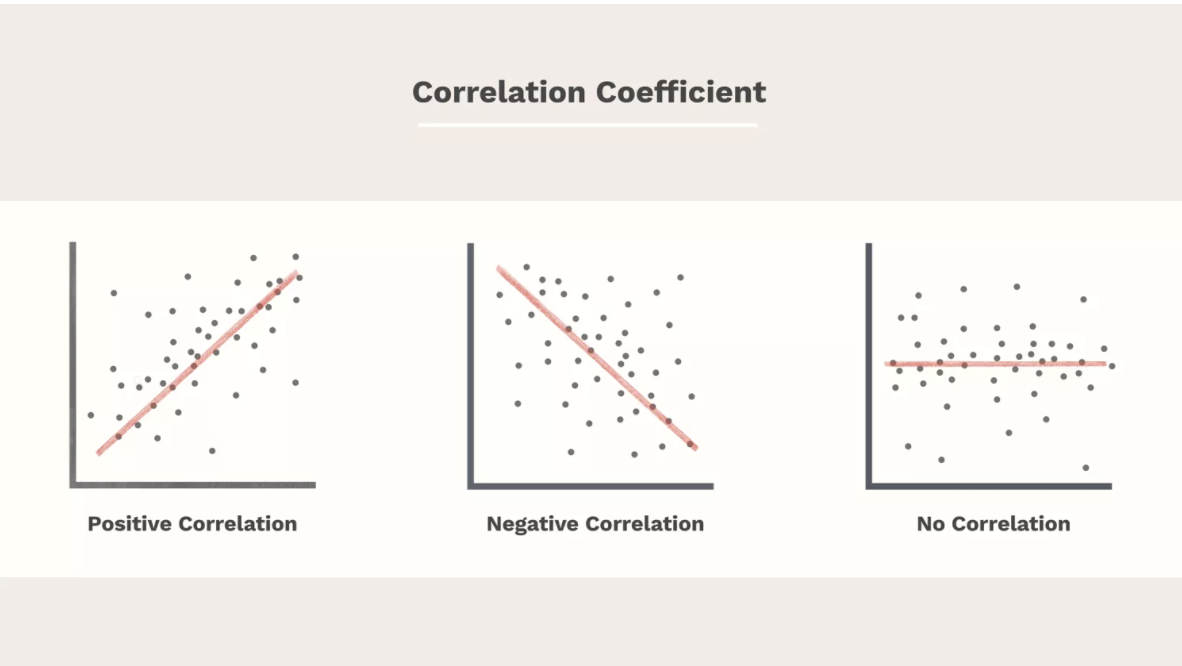 Correlation Coefficient
Positive Correlation
Negative Correlation
No Correlation